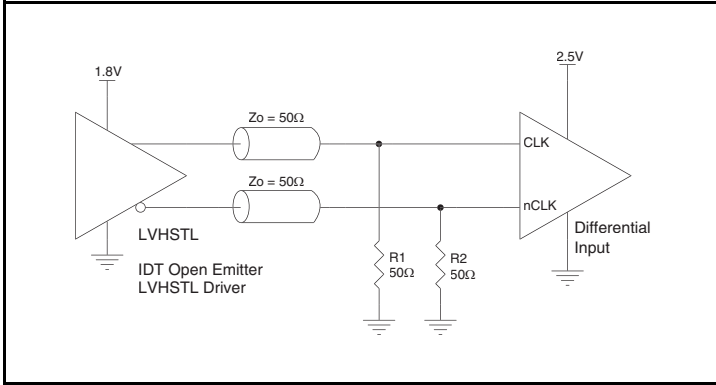 1.8V
2.5V
Zo = 50Ω
CLK
Zo = 50Ω
nCLK
LVHSTL
IDT Open Emitter
LVHSTL Driver
R1
50Ω
R2
50Ω
Differential
Input